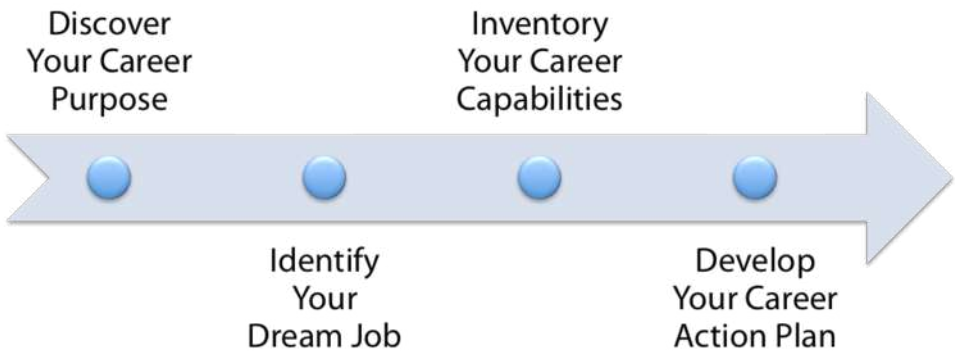 Discover
Your Career
Purpose
Identify
Your
Dream Job
Inventory
Your Career
Capabilities
Develop
Your Career
Action Plan